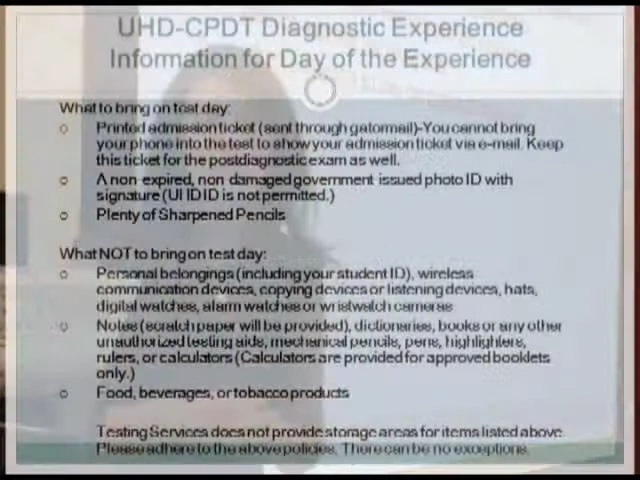 UHD-CPDT Diagnostic Experience
Information for Day of the Experience
What to bring on test day:
Printed admission ticket (sent through gatormail)-You cannot bring
your phone into the test to show your admission ticket via e-mail. Keep
this ticket for the postdiagnostic exam as well.
A non expired, non damaged government issued photo ID with
signature (UHD ID is not permitted.)
Plenty of Sharpened Pencils
What NOT to bring on test day:
Personal belongings (including your student ID), wireless
communication devices, copying devices or listening devices, hats,
digital watches, alarm watches or wristwatch cameras
Notes (scratch paper will be provided), dictionaries, books or any other
unauthorized testing aids, mechanical pencils, pens, highlighters,
rulers, or calculators (Calculators are provided for approved booklets
only.)
Food, beverages, or tobacco products
Testing Services does not provide storage areas for items listed above.
Please adhere to the above policies. There can be no exceptions.